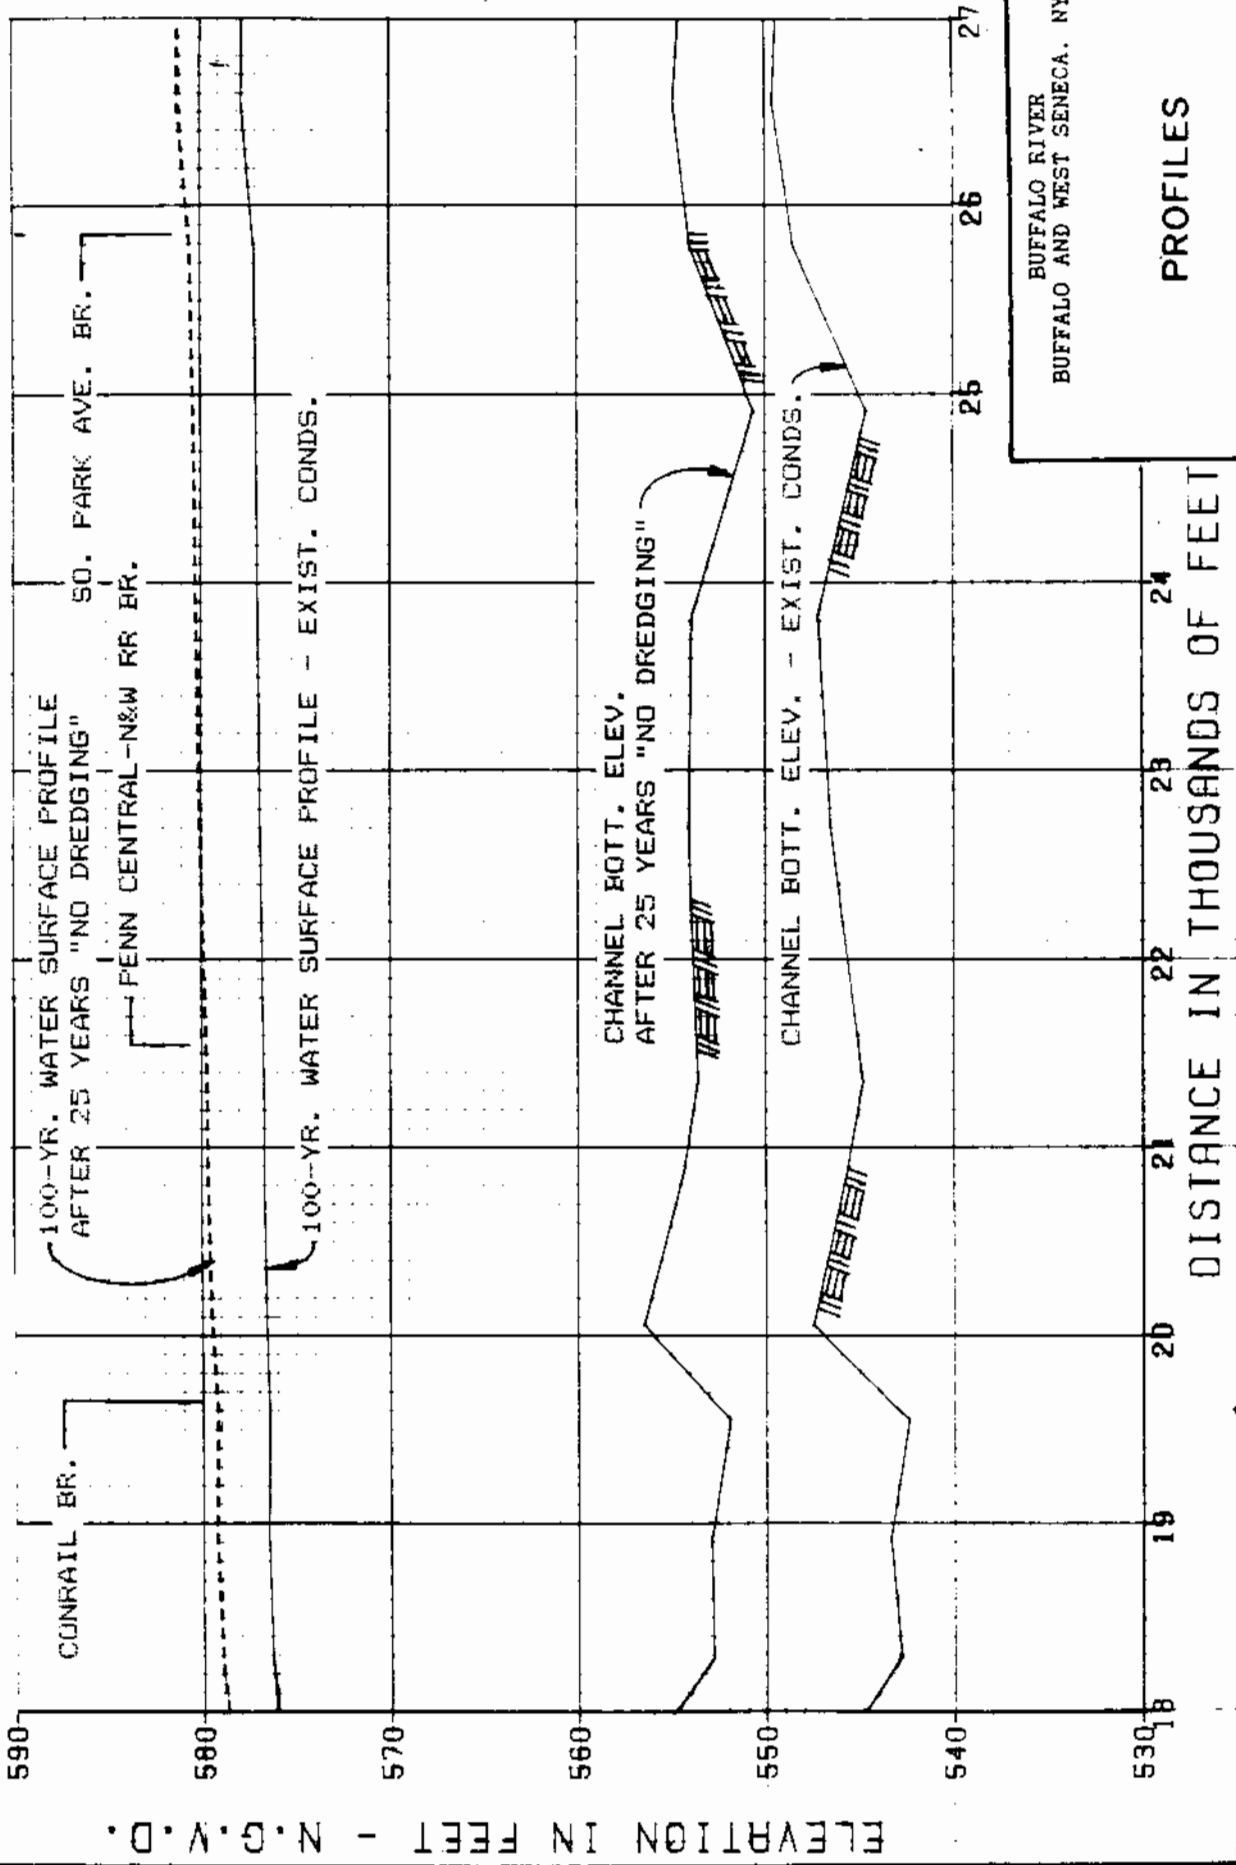 590
580
570
560
550
540
530
ELEVATION IN FEET - N.G.V.D.
CONRAIL BR.
100-YR. WATER SURFACE PROFILE
AFTER 25 YEARS "NO DREDGING"
PENN CENTRAL-N&W RR BR.
SO. PARK AVE. BR.
100-YR. WATER SURFACE PROFILE - EXIST. CONDS.
CHANNEL BOTT. ELEV.
AFTER 25 YEARS "NO DREDGING"
CHANNEL BOTT. ELEV. - EXIST. CONDS.
18
19
20
21
22
23
24
25
26
27
DISTANCE IN THOUSANDS OF FEET
BUFFALO RIVER
BUFFALO AND WEST SENECA. NY
PROFILES